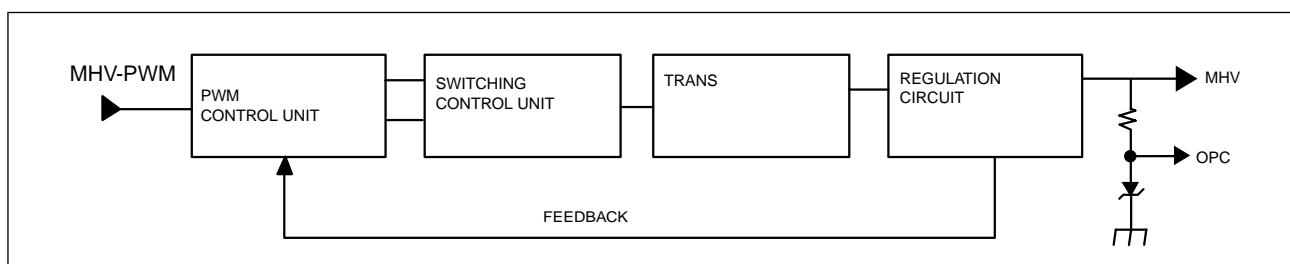 MHV-PWM
PWM
CONTROL UNIT
SWITCHING
CONTROL UNIT
TRANS
REGULATION
CIRCUIT
MHV
OPC
FEEDBACK